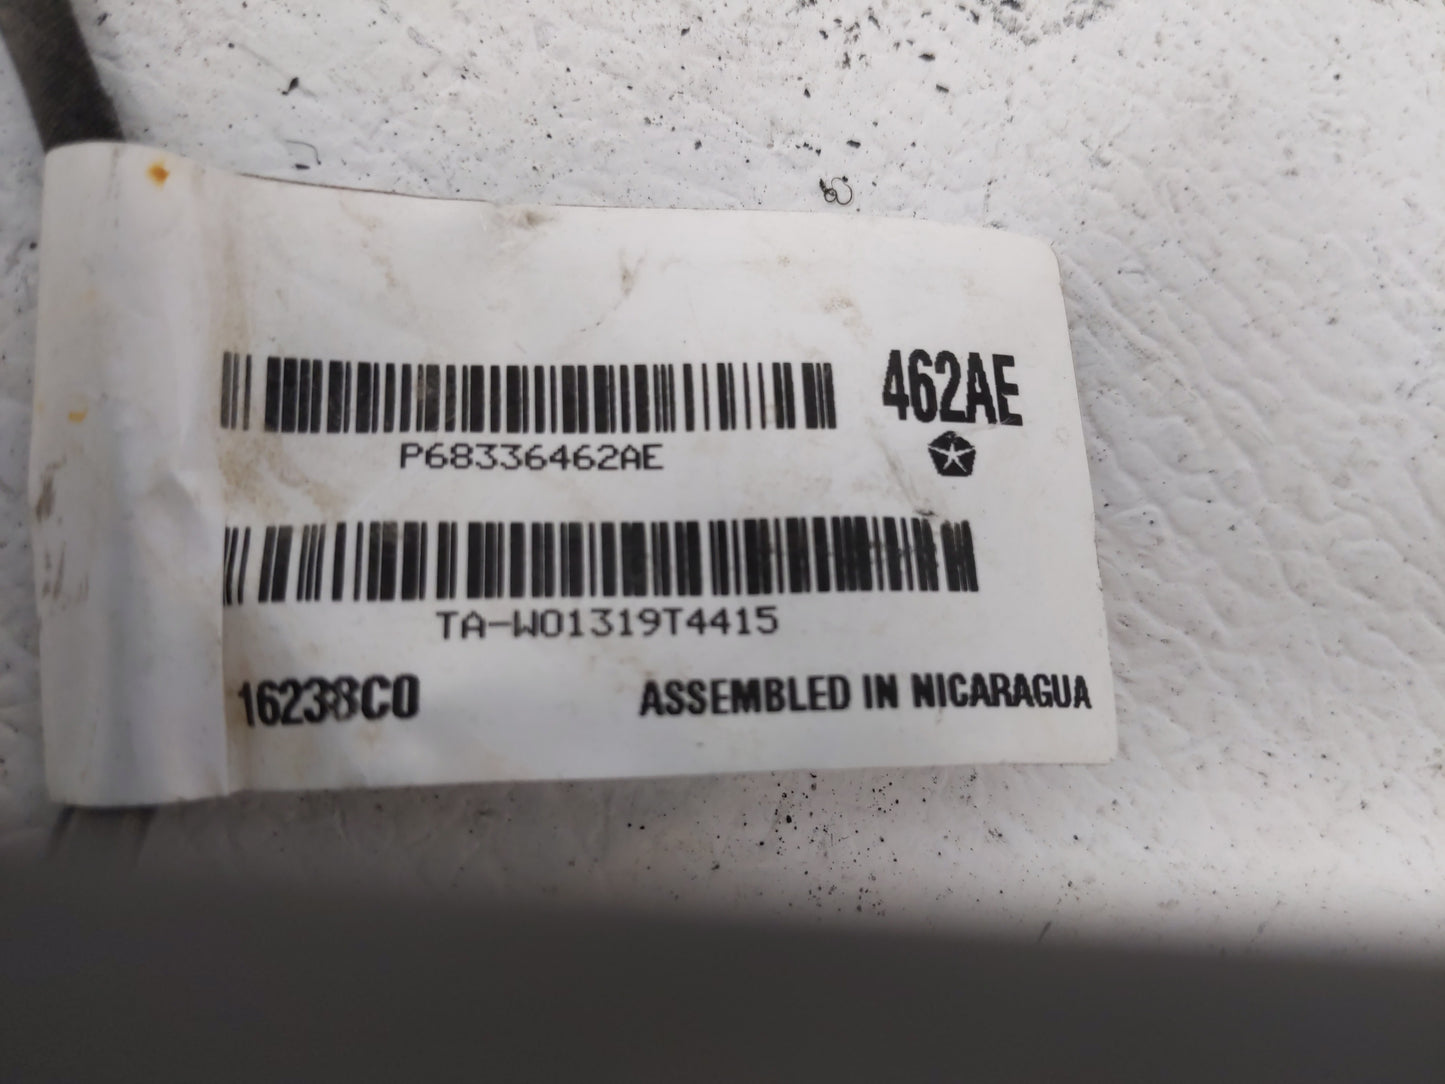 462AE
P68336462AE
TA-W01319T4415
16238C0
ASSEMBLED IN NICARAGUA